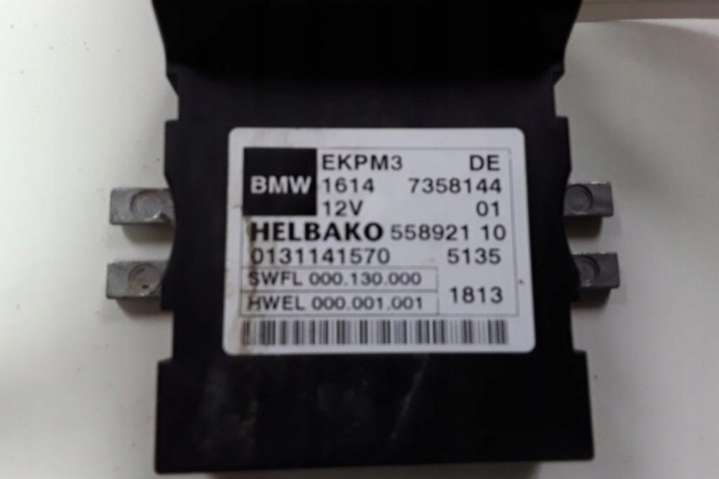 EKPM3 DE
BMW 1614 7358144
12V 01
HELBAKO 558921 10
0131141570 5135
SWFL 000.130.000
HWEL 000.001.001 1813